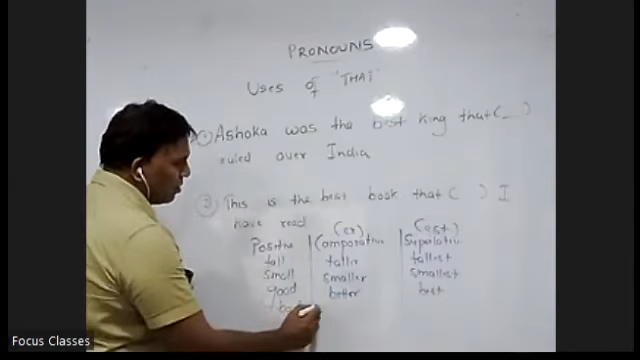 PRONOUNS
Uses of "THAT"
① Ashoka was the best king that (_)
ruled over India
② This is the best book that ( ) I
have read
(er) (est)
Positive Comparative Superlative
tall taller tallest
small smaller smallest
good better best
Focus Classes